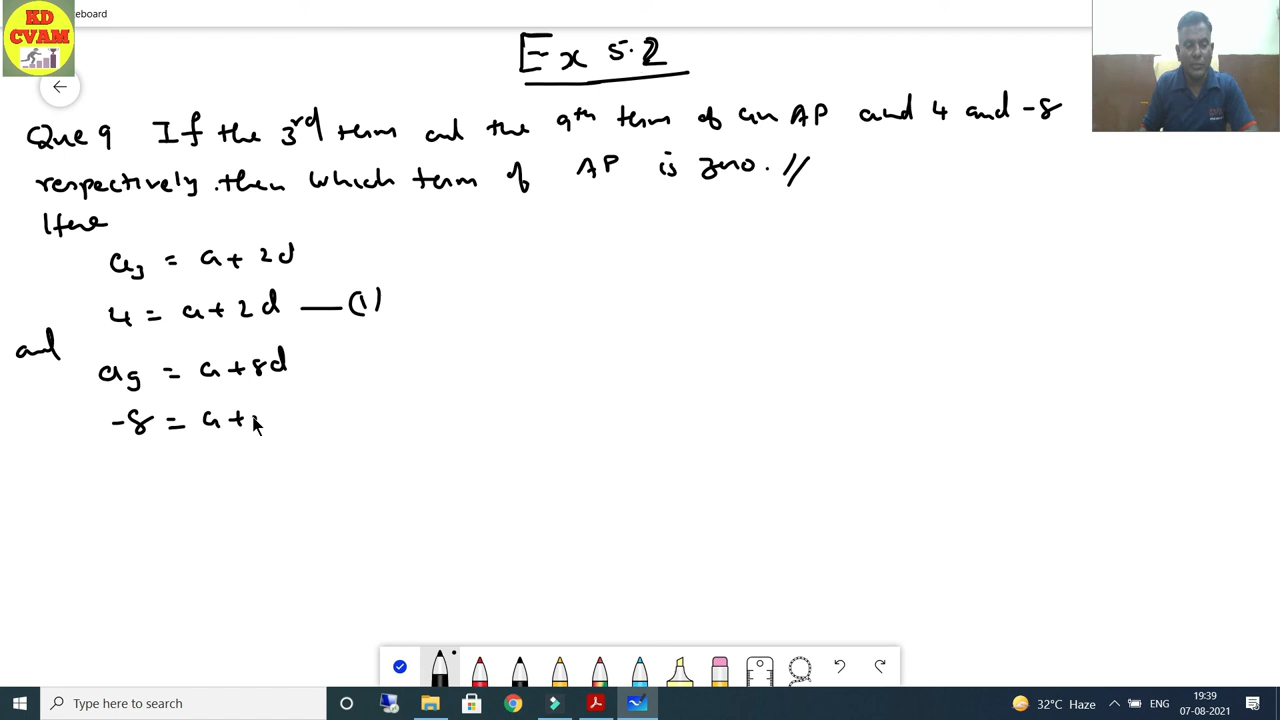 KD
CVAM
teboard
Ex 5.2
Que 9 If the 3rd term and the 9th term of an AP and 4 and -8
respectively then which term of AP is zero. //
Here
a3 = a + 2d
4 = a + 2d — (1)
and
a9 = a + 8d
-8 = a +
Type here to search
32°C Haze
ENG
19:39
07-08-2021